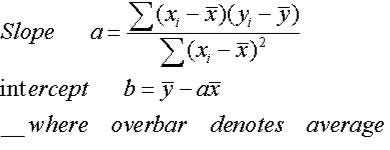 Slope a = ∑(xᵢ − x̅)(yᵢ − y̅) / ∑(xᵢ − x̅)²
intercept b = y̅ − ax̅
__where overbar denotes average